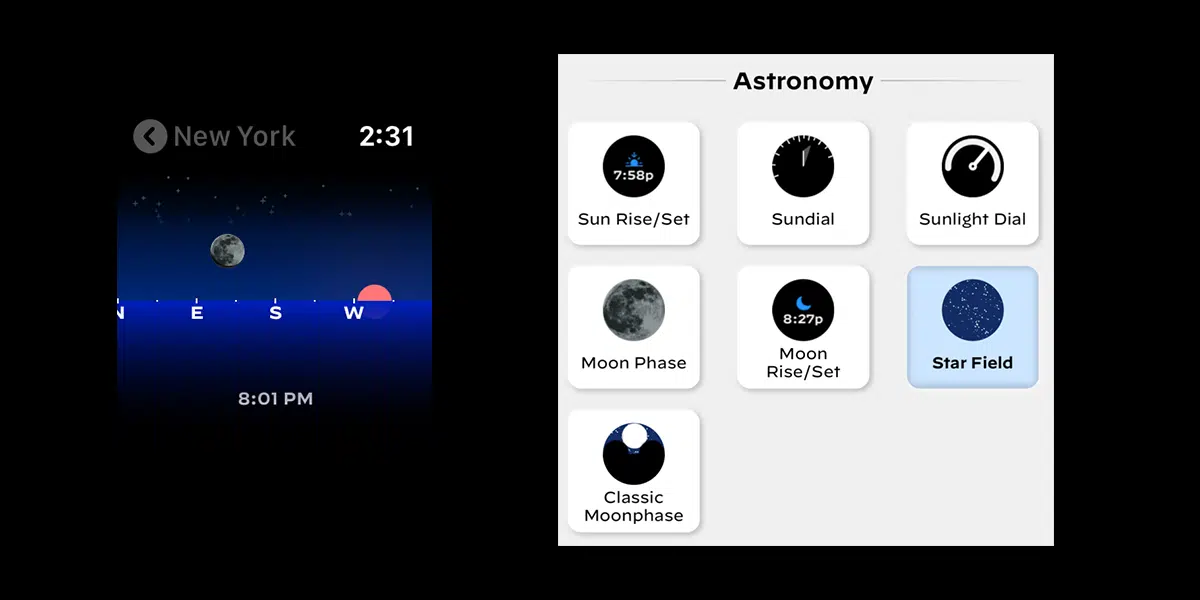 New York 2:31
N E S W
8:01 PM
Astronomy
7:58p
Sun Rise/Set
Sundial
Sunlight Dial
Moon Phase
8:27p
Moon
Rise/Set
Star Field
Classic
Moonphase